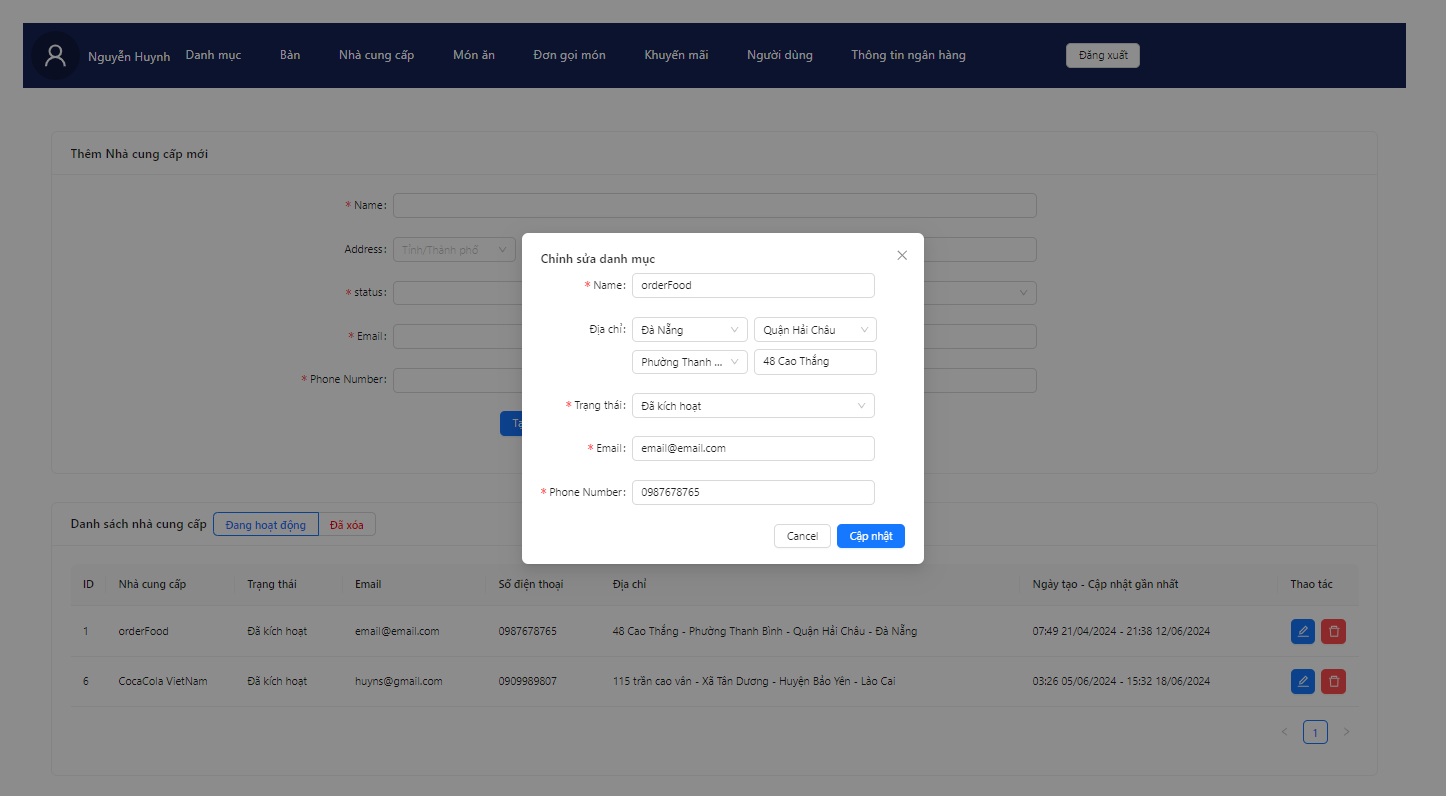 Nguyễn Huynh Danh mục Bàn Nhà cung cấp Món ăn Đơn gọi món Khuyến mãi Người dùng Thông tin ngân hàng Đăng xuất
Thêm Nhà cung cấp mới
* Name:
Address: Tỉnh/Thành phố
* status:
* Email:
* Phone Number:
Chỉnh sửa danh mục
* Name: orderFood
Địa chỉ: Đà Nẵng Quận Hải Châu
Phường Thanh ... 48 Cao Thắng
* Trạng thái: Đã kích hoạt
* Email: email@email.com
* Phone Number: 0987678765
Cancel Cập nhật
Danh sách nhà cung cấp Đang hoạt động Đã xóa
ID Nhà cung cấp Trạng thái Email Số điện thoại Địa chỉ Ngày tạo - Cập nhật gần nhất Thao tác
1 orderFood Đã kích hoạt email@email.com 0987678765 48 Cao Thắng - Phường Thanh Bình - Quận Hải Châu - Đà Nẵng 07:49 21/04/2024 - 21:38 12/06/2024
6 CocaCola VietNam Đã kích hoạt huyns@gmail.com 0909989807 115 trần cao vân - Xã Tân Dương - Huyện Bảo Yên - Lào Cai 03:26 05/06/2024 - 15:32 18/06/2024
< 1 >